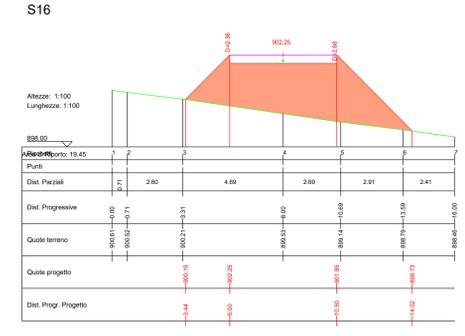 S16
D=2.36
902.25
D=2.68
Altezze: 1:100
Lunghezze: 1:100
898.00
Area di riporto: 19.45
1 2 3 4 5 6 7
Punti
Dist. Parziali 0.71 2.60 4.69 2.69 2.91 2.41
Dist. Progressive 0.00 0.71 3.31 8.00 10.69 13.59 16.00
Quote terreno 900.61 900.52 900.21 899.53 899.14 898.79 898.46
Quote progetto 900.19 902.25 901.85 898.73
Dist. Progr. Progetto 3.44 5.50 10.50 14.02